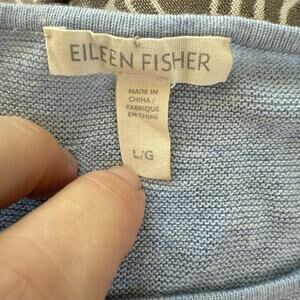 EILEEN FISHER
MADE IN
CHINA /
FABRIQUÉ
EN CHINE
L/G